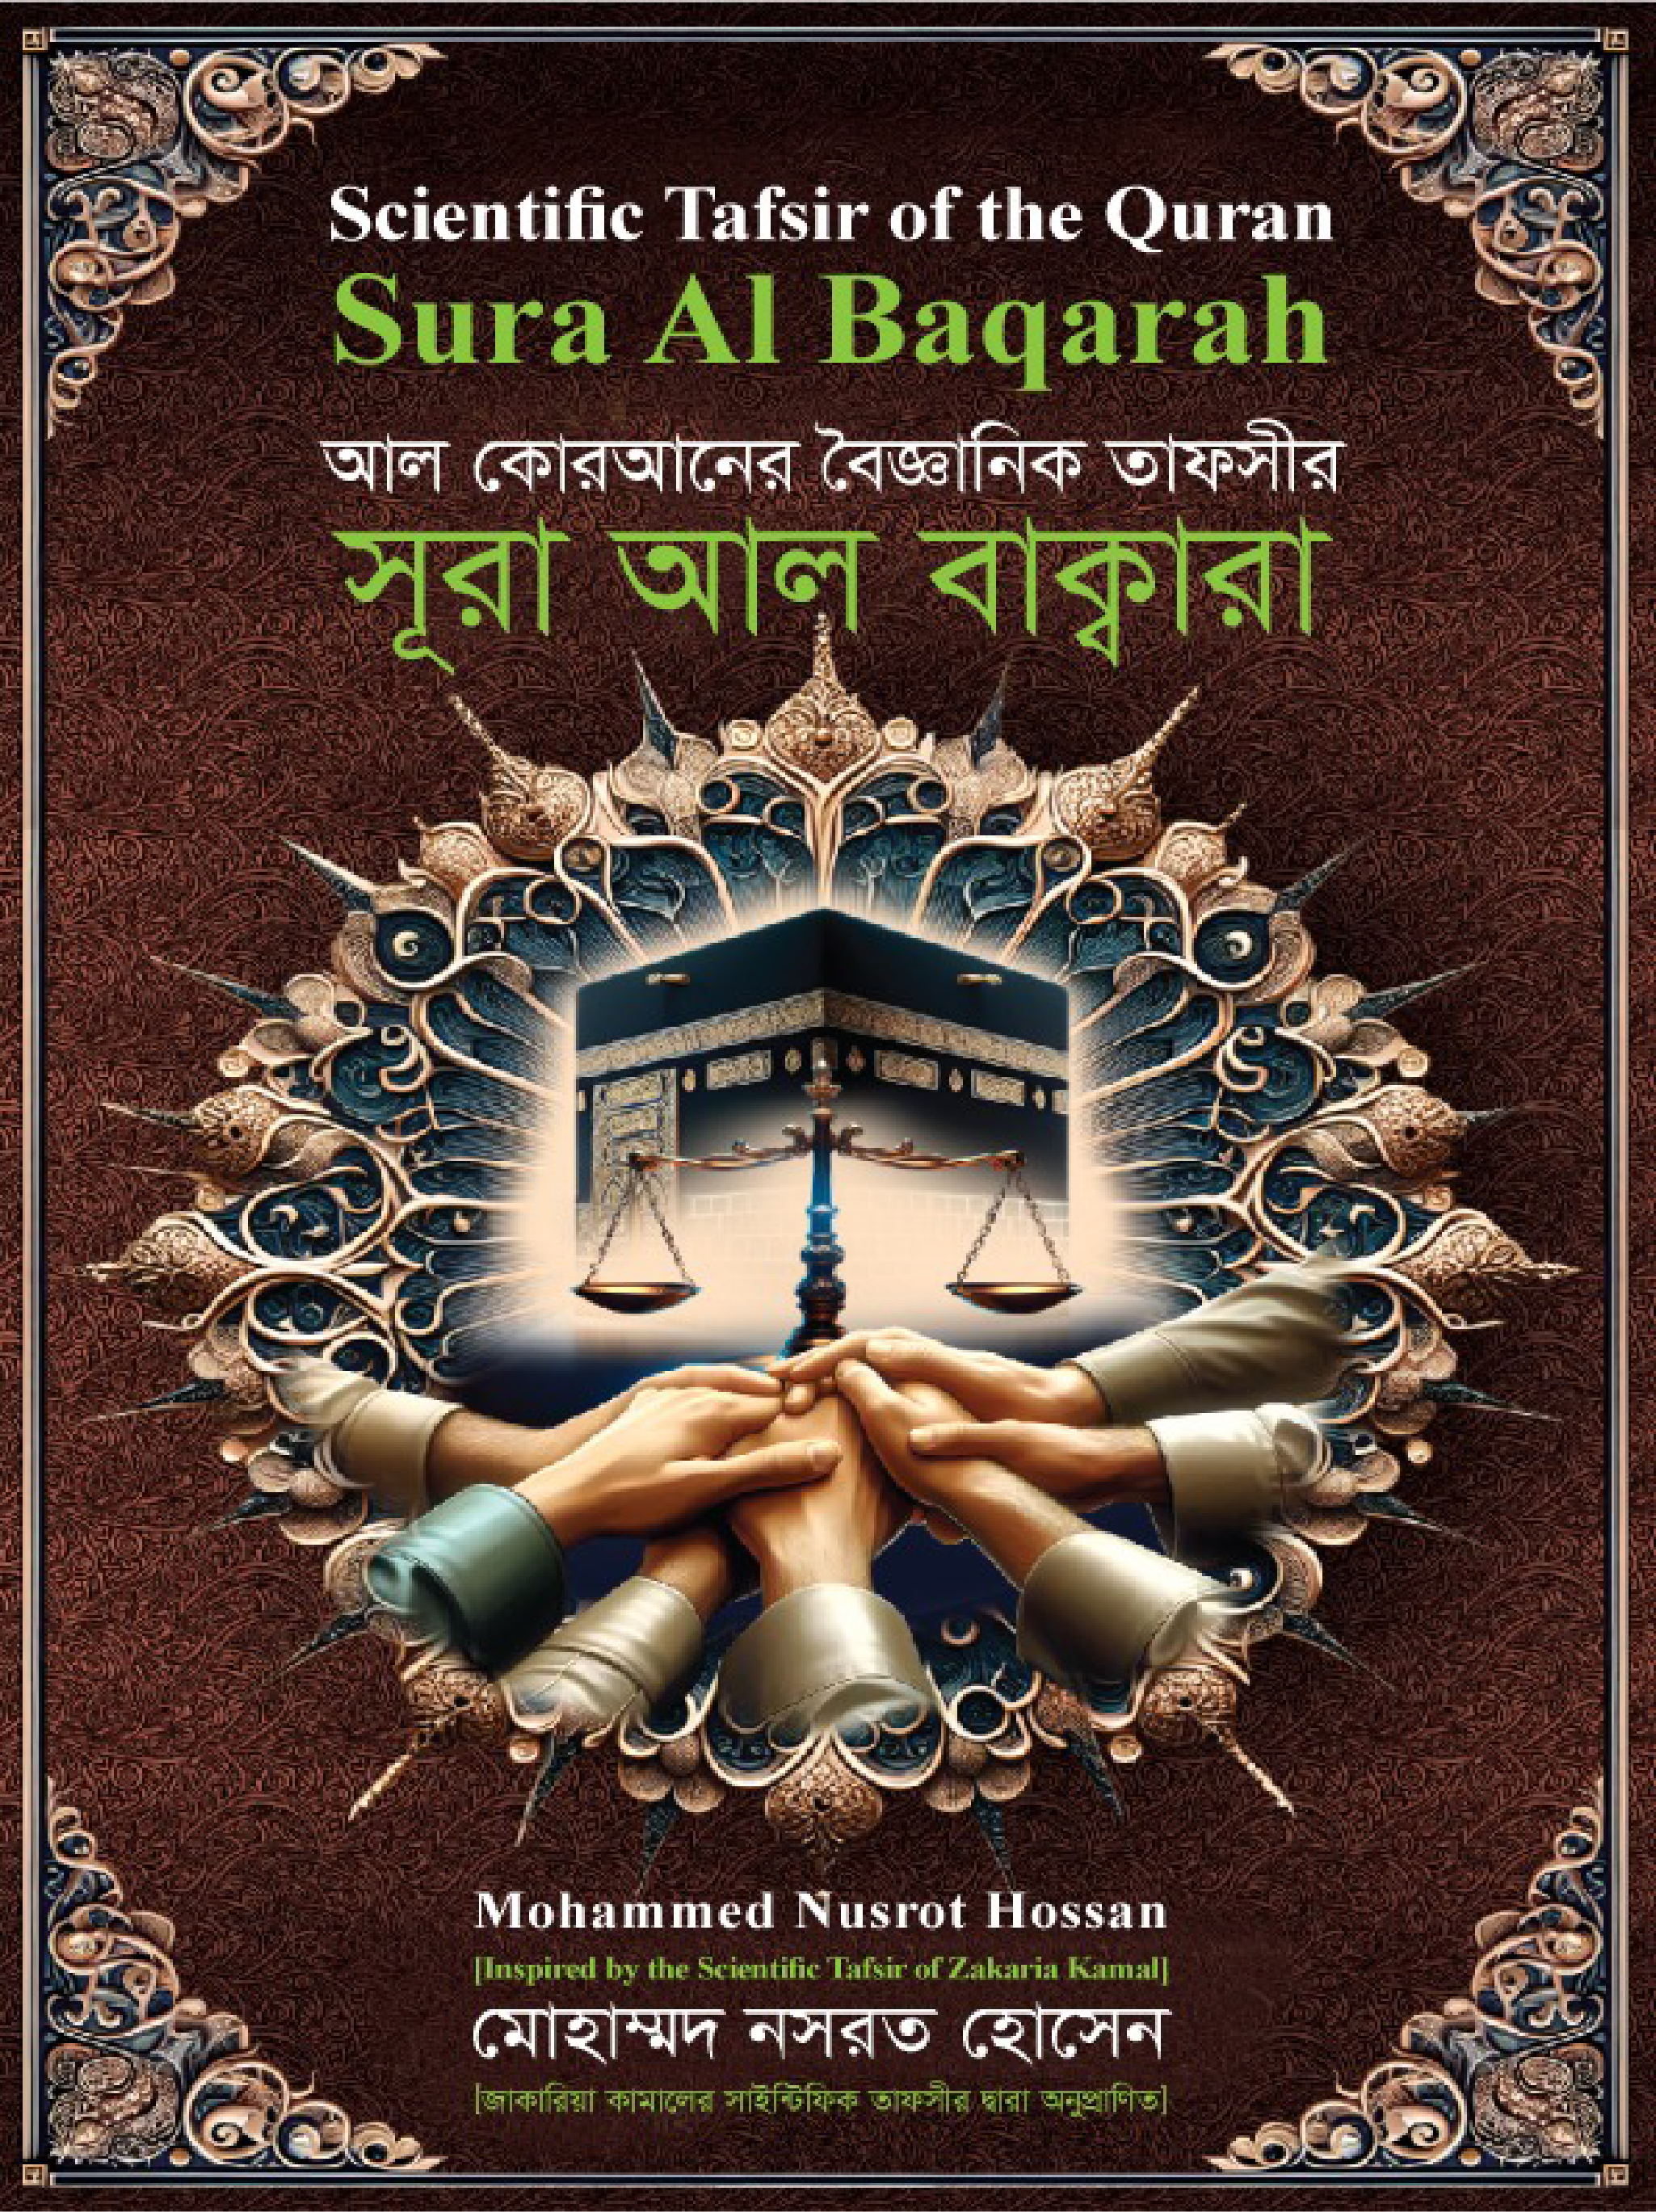 Scientific Tafsir of the Quran
Sura Al Baqarah
আল কোরআনের বৈজ্ঞানিক তাফসীর
সূরা আল বাক্বারা
Mohammed Nusrot Hossan
[Inspired by the Scientific Tafsir of Zakaria Kamal]
মোহাম্মদ নসরত হোসেন
[জাকারিয়া কামালের সাইন্টিফিক তাফসীর দ্বারা অনুপ্রাণিত]